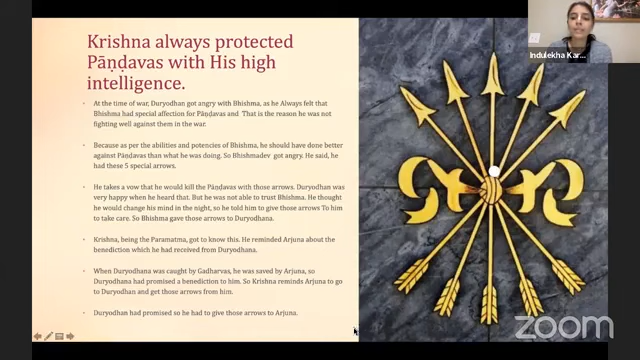 Indulekha Kar...
Krishna always protected
Pāṇḍavas with His high
intelligence.
At the time of war, Duryodhan got angry with Bhishma, as he Always felt that
Bhishma had special affection for Pāṇḍavas and That is the reason he was not
fighting well against them in the war.
Because as per the abilities and potencies of Bhishma, he should have done better
against Pāṇḍavas than what he was doing. So Bhishmadev got angry. He said, he
had these 5 special arrows.
He takes a vow that he would kill the Pāṇḍavas with those arrows. Duryodhan was
very happy when he heard that. But he was not able to trust Bhishma. He thought
he would change his mind in the night, so he told him to give those arrows To him
to take care. So Bhishma gave those arrows to Duryodhana.
Krishna, being the Paramatma, got to know this. He reminded Arjuna about the
benediction which he had received from Duryodhana.
When Duryodhana was caught by Gadharvas, he was saved by Arjuna, so
Duryodhana had promised a benediction to him. So Krishna reminds Arjuna to go
to Duryodhan and get those arrows from him.
Duryodhan had promised so he had to give those arrows to Arjuna.
zoom